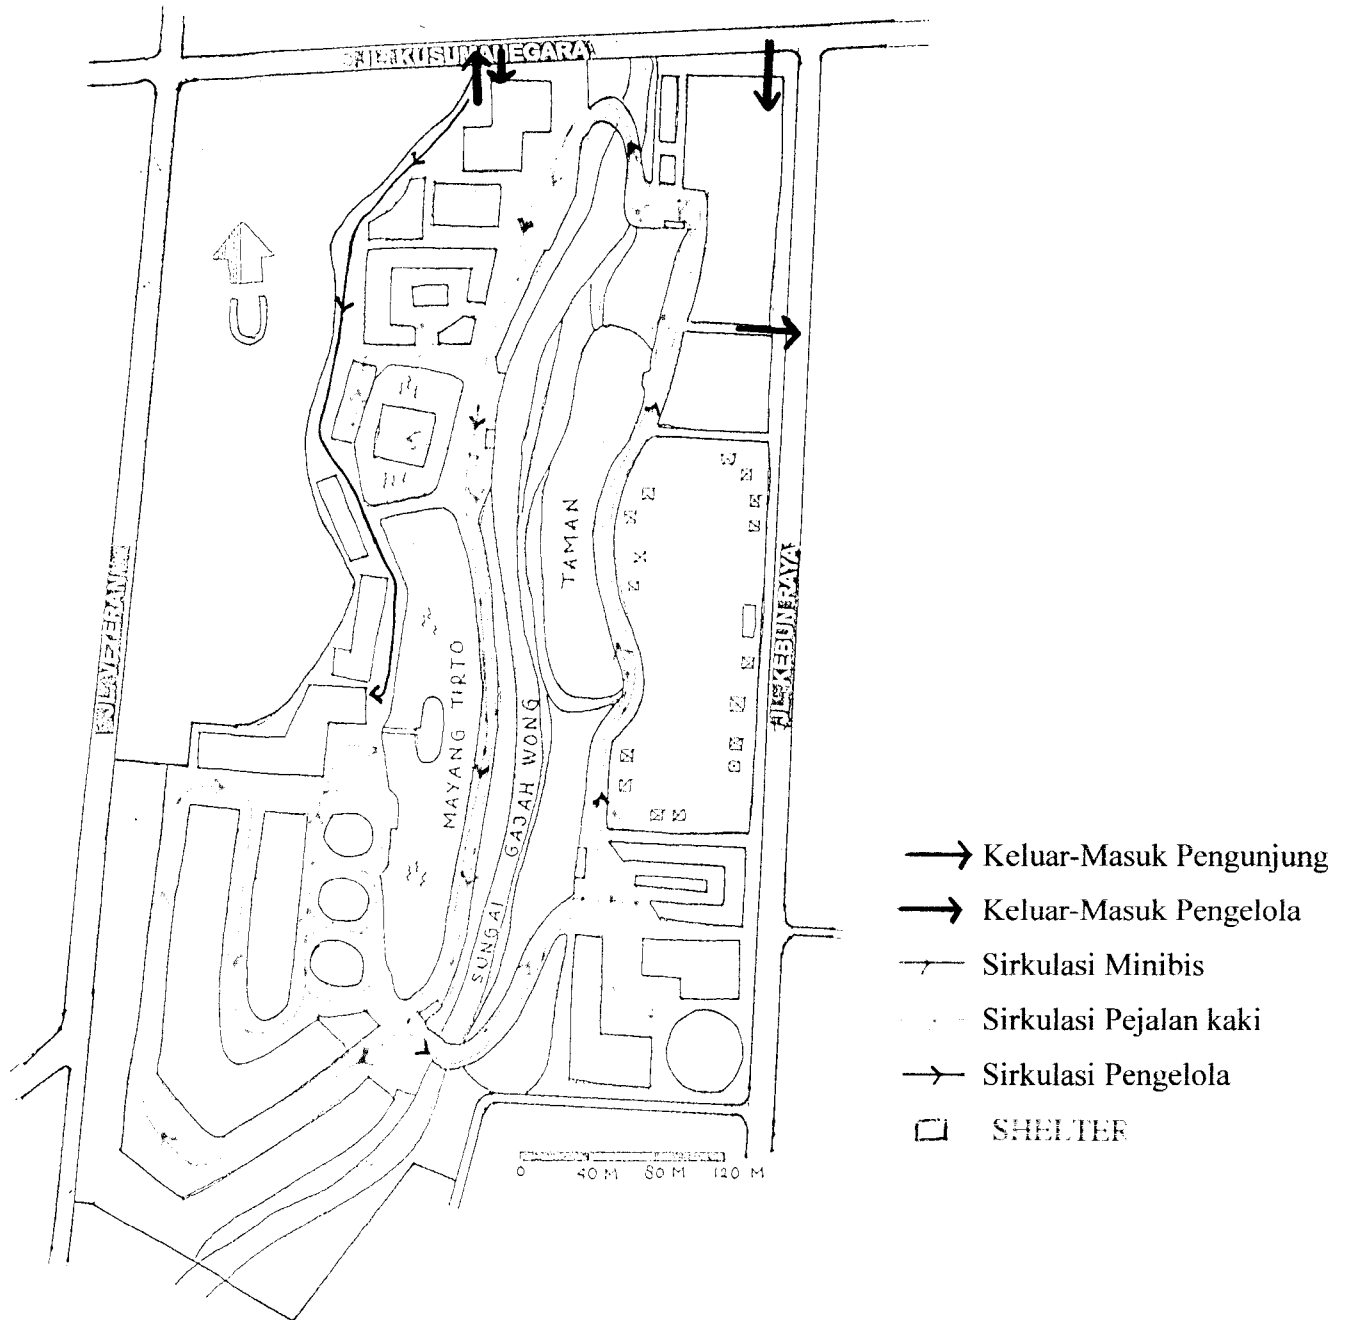 JL. KUSUMANEGARA
U
TAMAN
JL. VETERAN
JL. KEBUN RAYA
MAYANG TIRTO
SUNGAI GAJAH WONG
Keluar-Masuk Pengunjung
Keluar-Masuk Pengelola
Sirkulasi Minibis
Sirkulasi Pejalan kaki
Sirkulasi Pengelola
SHELTER
0 40 M 80 M 120 M